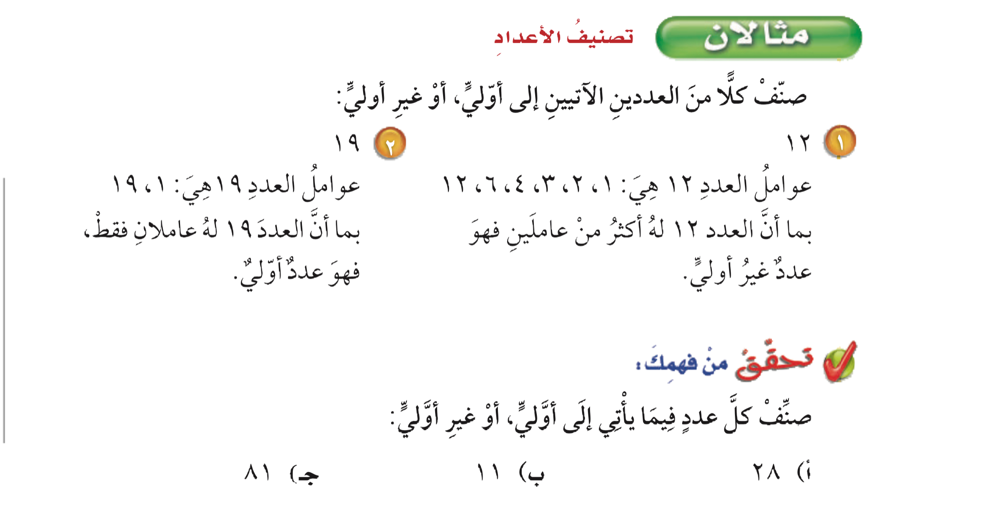 مثالان تصنيفُ الأعدادِ
صنّفْ كلًّا منَ العددينِ الآتيينِ إلى أوّليٍّ، أوْ غيرِ أوليٍّ:
١ ١٢
عواملُ العددِ ١٢ هِيَ: ١، ٢، ٣، ٤، ٦، ١٢
بما أنَّ العدد ١٢ لهُ أكثرُ منْ عاملَينِ فهوَ
عددٌ غيرُ أوليٍّ.
٢ ١٩
عواملُ العددِ ١٩ هِيَ: ١، ١٩
بما أنَّ العددَ ١٩ لهُ عاملانِ فقطْ،
فهوَ عددٌ أوّليٌّ.
تحقَّقْ منْ فهمِكَ:
صنِّفْ كلَّ عددٍ فِيمَا يأْتِي إلَى أوَّليٍّ، أوْ غيرِ أوَّليٍّ:
أ) ٢٨ ب) ١١ جـ) ٨١